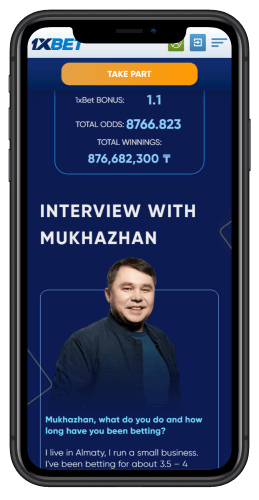 1XBET
TAKE PART
1xBet BONUS: 1.1
TOTAL ODDS: 8766.823
TOTAL WINNINGS:
876,682,300 ₸
INTERVIEW WITH
MUKHAZHAN
Mukhazhan, what do you do and how
long have you been betting?
I live in Almaty, I run a small business.
I've been betting for about 3.5 – 4